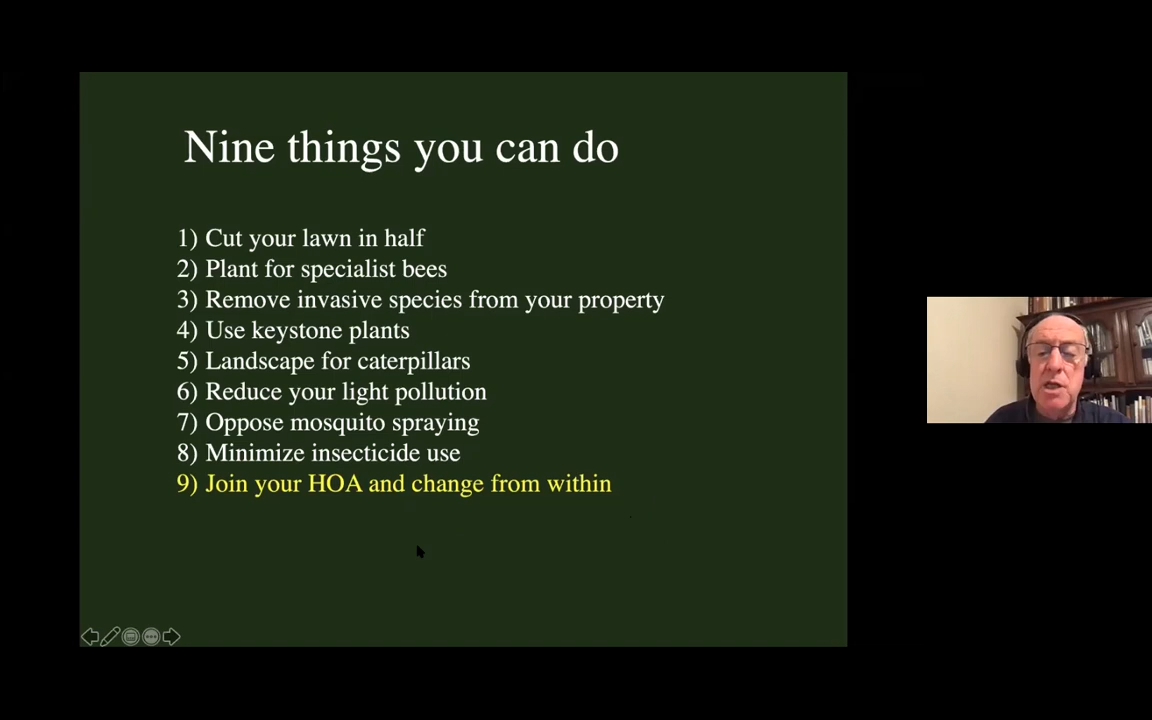 Nine things you can do
1) Cut your lawn in half
2) Plant for specialist bees
3) Remove invasive species from your property
4) Use keystone plants
5) Landscape for caterpillars
6) Reduce your light pollution
7) Oppose mosquito spraying
8) Minimize insecticide use
9) Join your HOA and change from within